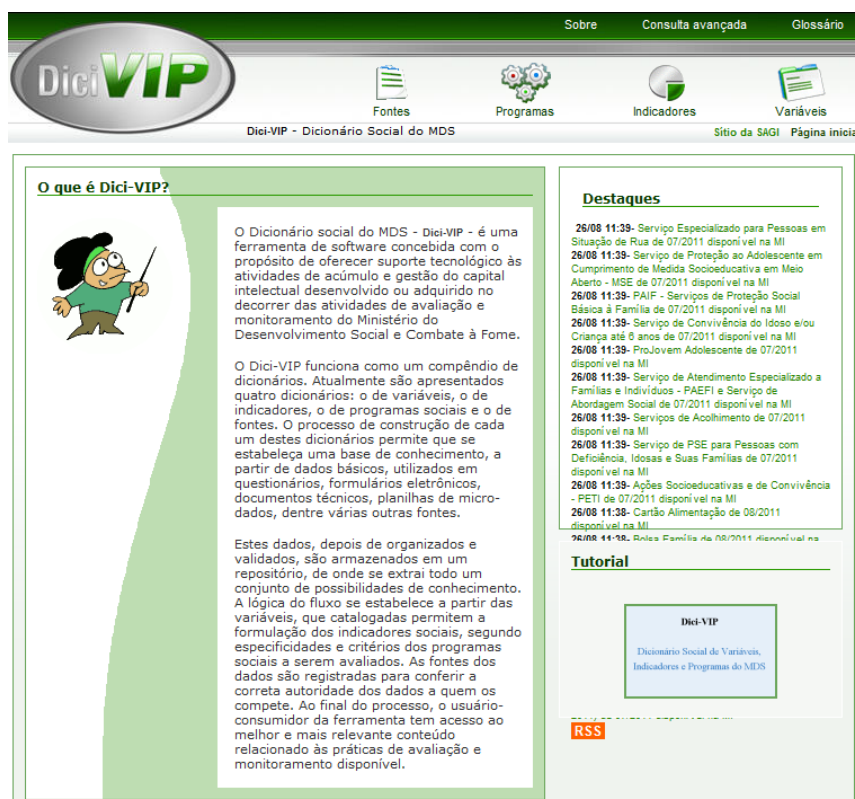 Sobre Consulta avançada Glossário
Dici VIP
Fontes Programas Indicadores Variáveis
Dici-VIP - Dicionário Social do MDS
Sítio da SAGI Página inicia
O que é Dici-VIP?
O Dicionário social do MDS - Dici-VIP - é uma
ferramenta de software concebida com o
propósito de oferecer suporte tecnológico às
atividades de acúmulo e gestão do capital
intelectual desenvolvido ou adquirido no
decorrer das atividades de avaliação e
monitoramento do Ministério do
Desenvolvimento Social e Combate à Fome.
O Dici-VIP funciona como um compêndio de
dicionários. Atualmente são apresentados
quatro dicionários: o de variáveis, o de
indicadores, o de programas sociais e o de
fontes. O processo de construção de cada
um destes dicionários permite que se
estabeleça uma base de conhecimento, a
partir de dados básicos, utilizados em
questionários, formulários eletrônicos,
documentos técnicos, planilhas de micro-
dados, dentre várias outras fontes.
Estes dados, depois de organizados e
validados, são armazenados em um
repositório, de onde se extrai todo um
conjunto de possibilidades de conhecimento.
A lógica do fluxo se estabelece a partir das
variáveis, que catalogadas permitem a
formulação dos indicadores sociais, segundo
especificidades e critérios dos programas
sociais a serem avaliados. As fontes dos
dados são registradas para conferir a
correta autoridade dos dados a quem os
compete. Ao final do processo, o usuário-
consumidor da ferramenta tem acesso ao
melhor e mais relevante conteúdo
relacionado às práticas de avaliação e
monitoramento disponível.
Destaques
26/08 11:39- Serviço Especializado para Pessoas em
Situação de Rua de 07/2011 disponível na MI
26/08 11:39- Serviço de Proteção ao Adolescente em
Cumprimento de Medida Socioeducativa em Meio
Aberto - MSE de 07/2011 disponível na MI
26/08 11:39- PAIF - Serviços de Proteção Social
Básica à Família de 07/2011 disponível na MI
26/08 11:39- Serviço de Convivência do Idoso e/ou
Criança até 6 anos de 07/2011 disponível na MI
26/08 11:39- ProJovem Adolescente de 07/2011
disponível na MI
26/08 11:39- Serviço de Atendimento Especializado a
Famílias e Indivíduos - PAEFI e Serviço de
Abordagem Social de 07/2011 disponível na MI
26/08 11:39- Serviços de Acolhimento de 07/2011
disponível na MI
26/08 11:39- Serviço de PSE para Pessoas com
Deficiência, Idosas e Suas Famílias de 07/2011
disponível na MI
26/08 11:39- Ações Socioeducativas e de Convivência
- PETI de 07/2011 disponível na MI
26/08 11:38- Cartão Alimentação de 08/2011
disponível na MI
26/08 11:38- Bolsa Família de 08/2011 disponível na
Tutorial
Dici-VIP
Dicionário Social de Variáveis,
Indicadores e Programas do MDS
RSS